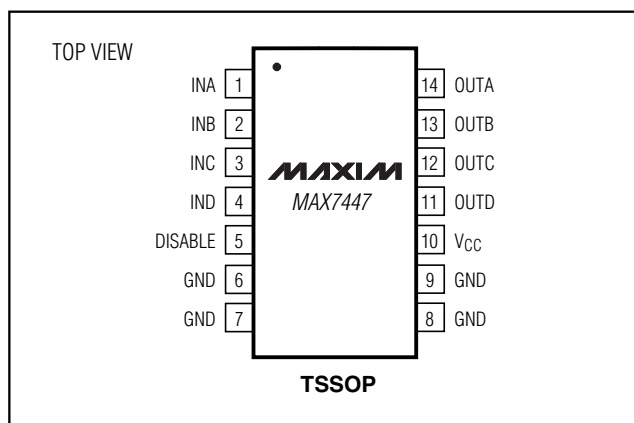 TOP VIEW
INA 1 14 OUTA
INB 2 13 OUTB
INC 3 12 OUTC
MAXIM
IND 4 MAX7447 11 OUTD
DISABLE 5 10 VCC
GND 6 9 GND
GND 7 8 GND
TSSOP